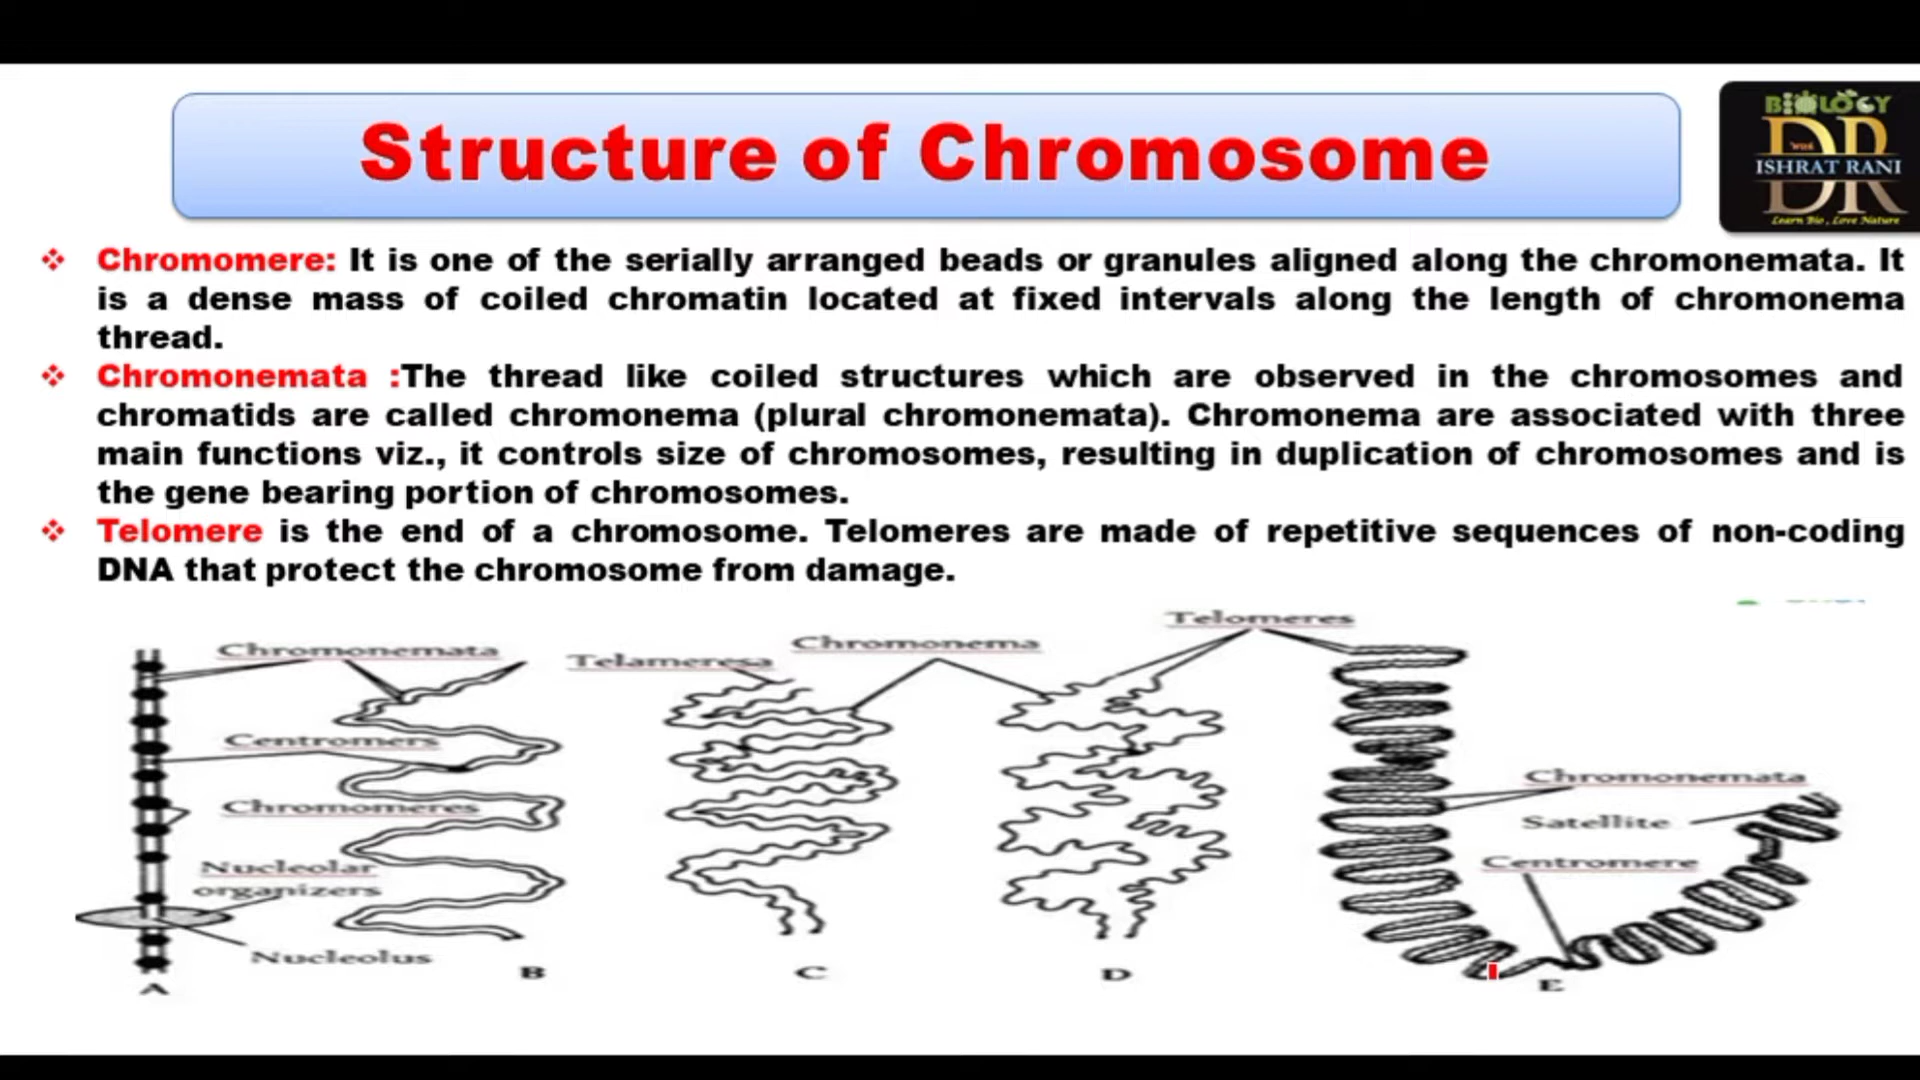 Structure of Chromosome
BIOLOGY
DR
With
ISHRAT RANI
Learn Bio , Love Nature
❖ Chromomere: It is one of the serially arranged beads or granules aligned along the chromonemata. It
is a dense mass of coiled chromatin located at fixed intervals along the length of chromonema
thread.
❖ Chromonemata :The thread like coiled structures which are observed in the chromosomes and
chromatids are called chromonema (plural chromonemata). Chromonema are associated with three
main functions viz., it controls size of chromosomes, resulting in duplication of chromosomes and is
the gene bearing portion of chromosomes.
❖ Telomere is the end of a chromosome. Telomeres are made of repetitive sequences of non-coding
DNA that protect the chromosome from damage.
Telomeres
Chromonemata
Telameresa
Chromonema
Centromers
Chromomeres
Nucleolar
organizers
Nucleolus
Chromonemata
Satellite
Centromere
A
B
C
D
E